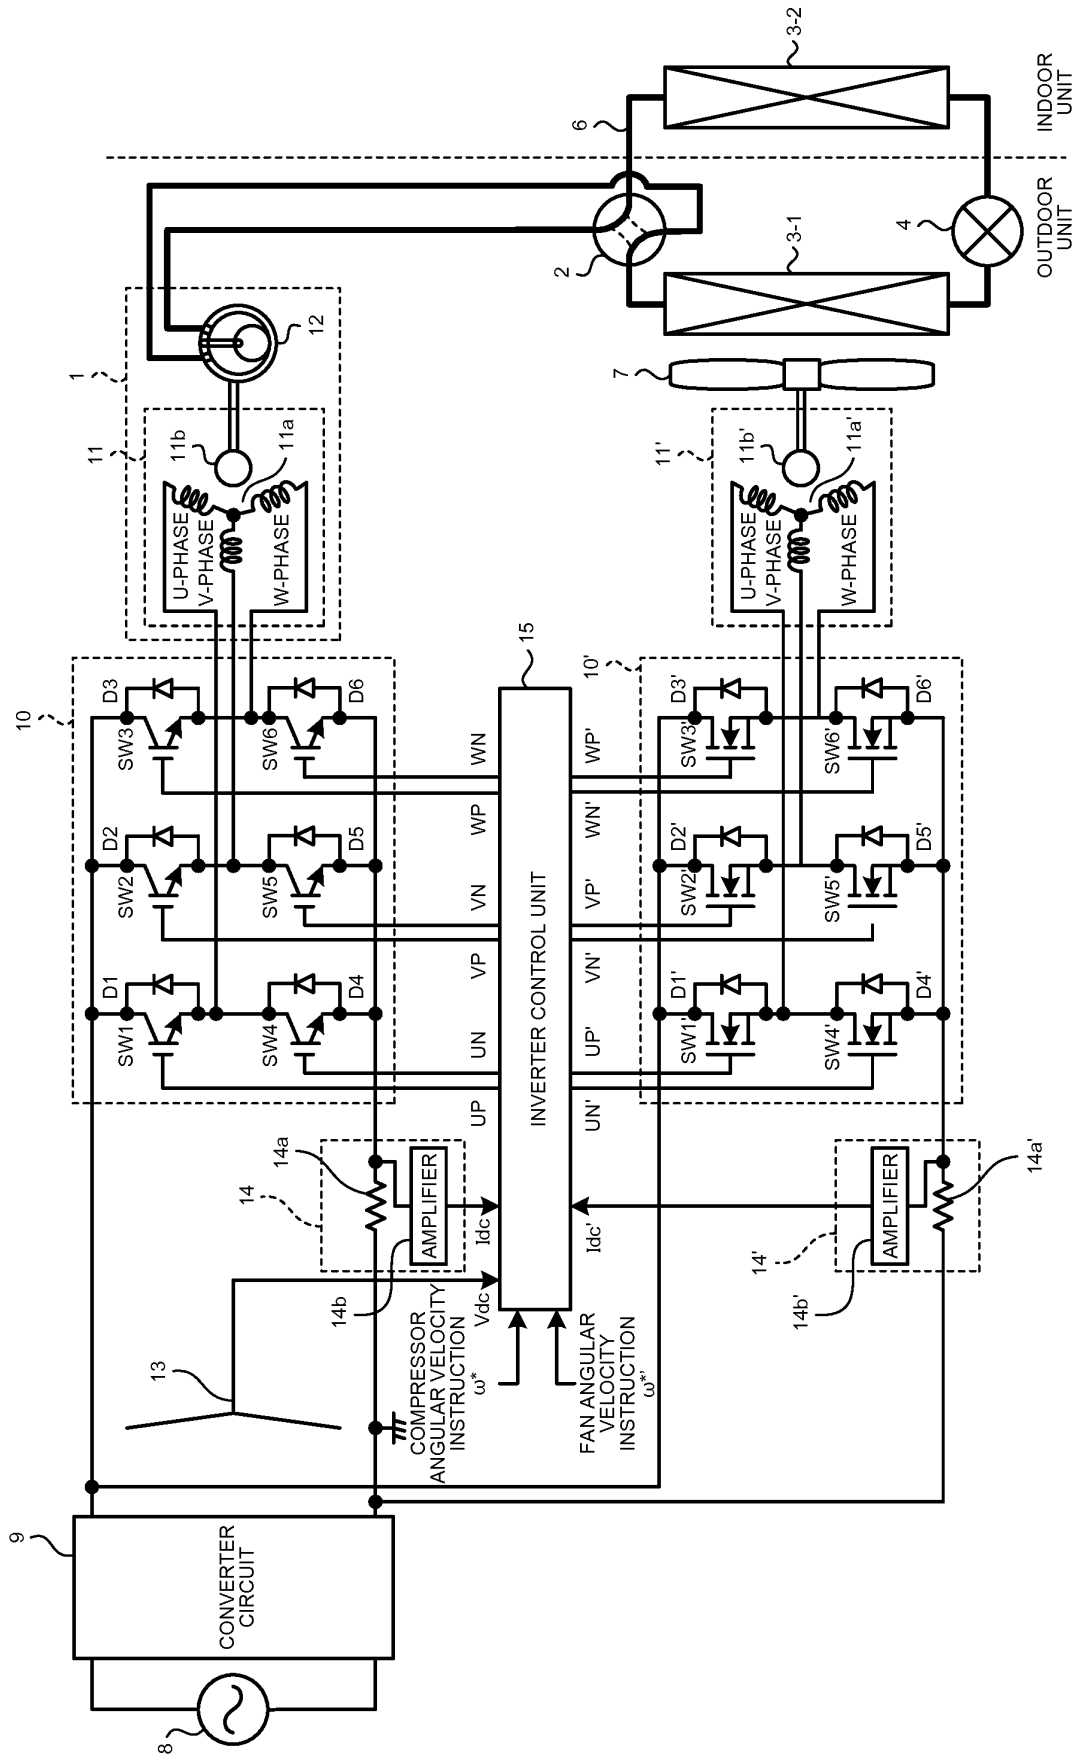 9
CONVERTER
CIRCUIT
8
13
Vdc
COMPRESSOR
ANGULAR VELOCITY
INSTRUCTION
ω*
FAN ANGULAR
VELOCITY
INSTRUCTION
ω*'
14
14a
14b
AMPLIFIER
Idc
14'
14a'
14b'
AMPLIFIER
Idc'
10
SW1
D1
SW2
D2
SW3
D3
SW4
D4
SW5
D5
SW6
D6
UP
UN
VP
VN
WP
WN
15
INVERTER CONTROL UNIT
UN'
UP'
VN'
VP'
WN'
WP'
10'
SW1'
D1'
SW2'
D2'
SW3'
D3'
SW4'
D4'
SW5'
D5'
SW6'
D6'
1
11
U-PHASE
V-PHASE
W-PHASE
11a
11b
12
11'
U-PHASE
V-PHASE
W-PHASE
11a'
11b'
7
2
6
3-1
3-2
4
OUTDOOR
UNIT
INDOOR
UNIT